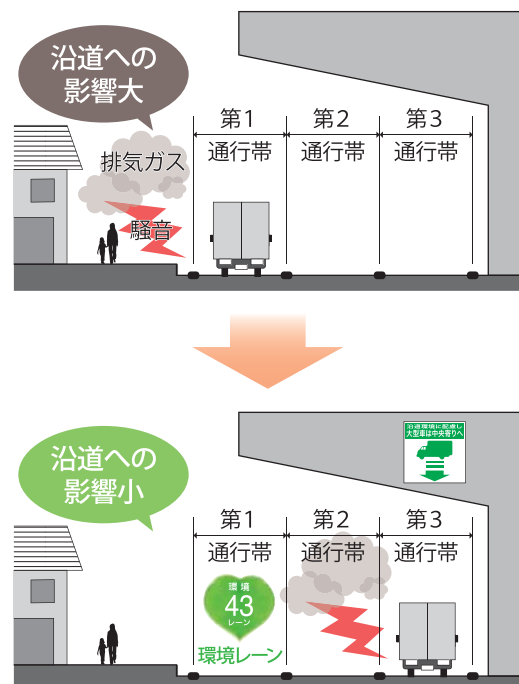 沿道への
影響大
第1
通行帯
第2
通行帯
第3
通行帯
排気ガス
騒音
沿道への
影響小
沿道環境に配慮し
大型車は中央寄りへ
第1
通行帯
第2
通行帯
第3
通行帯
環境
43
レーン
環境レーン